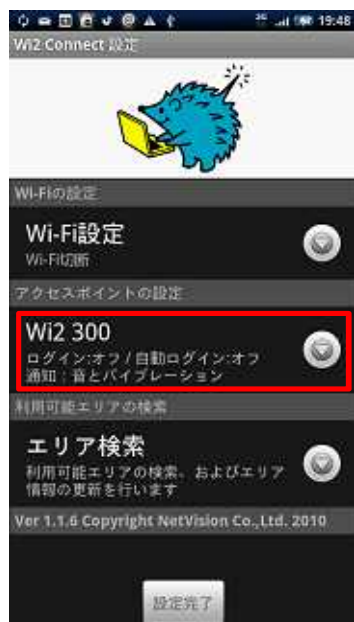 3G 19:48
Wi2 Connect 設定
Wi-Fiの設定
Wi-Fi設定
Wi-Fi切断
アクセスポイントの設定
Wi2 300
ログイン:オフ / 自動ログイン:オフ
通知：音とバイブレーション
利用可能エリアの検索
エリア検索
利用可能エリアの検索、およびエリア
情報の更新を行います
Ver 1.1.6 Copyright NetVision Co.,Ltd. 2010
設定完了